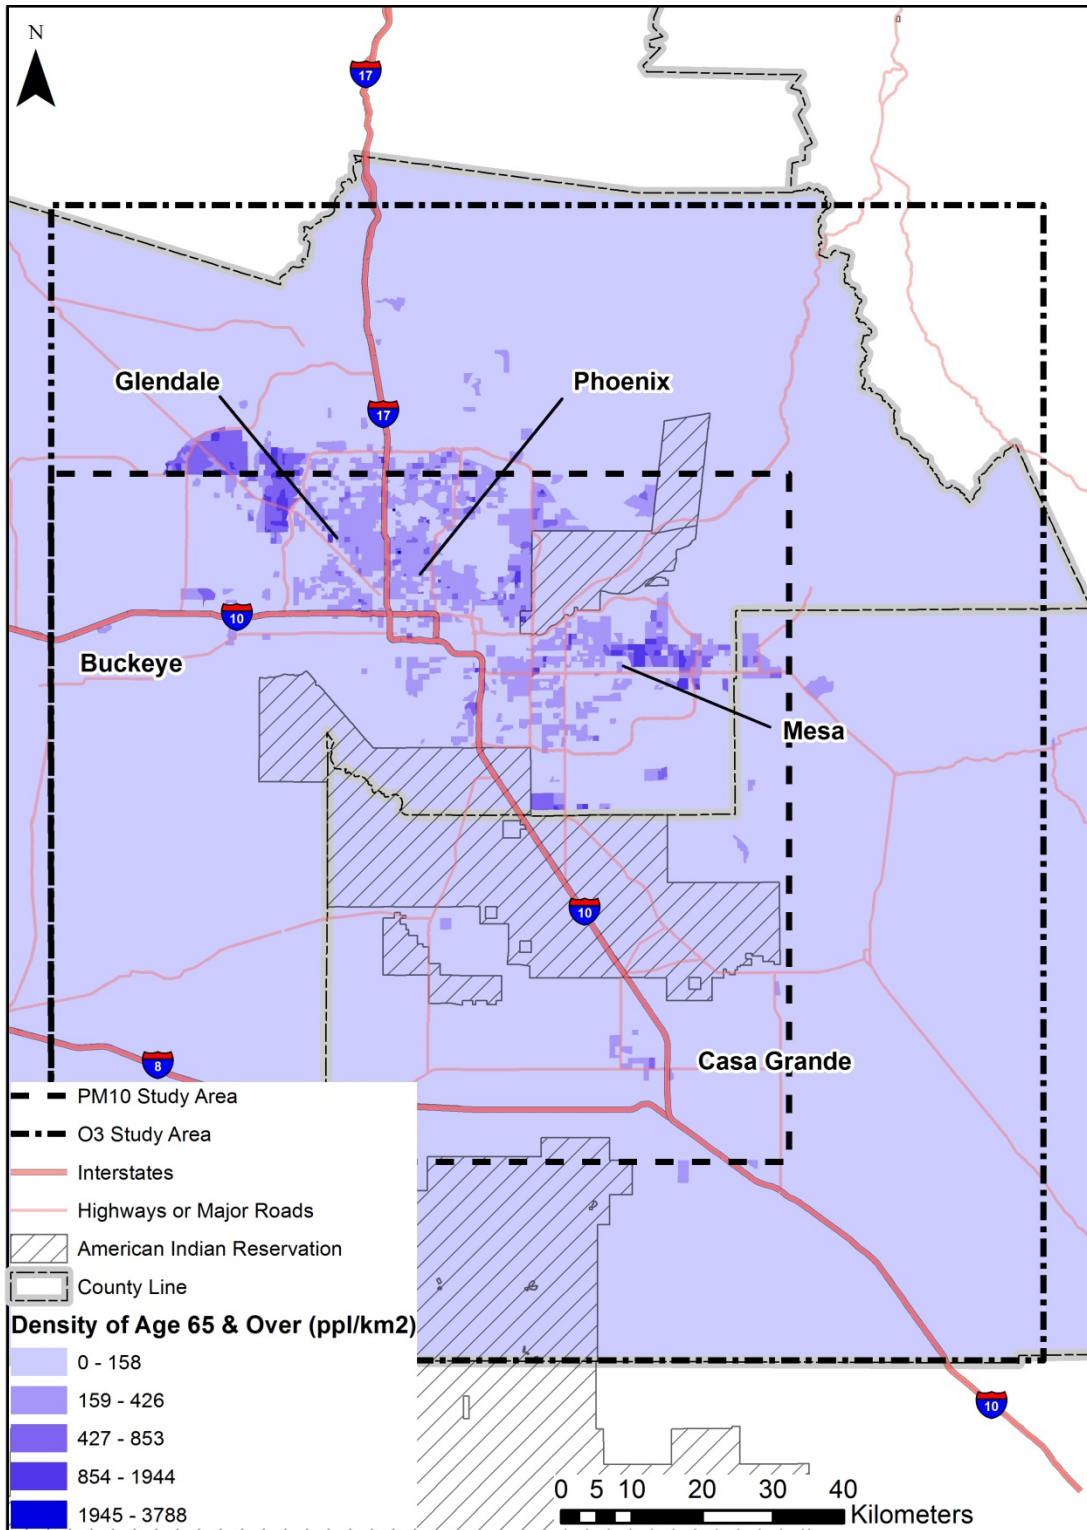 N
17
17
Glendale
Phoenix
10
Buckeye
Mesa
10
8
Casa Grande
PM10 Study Area
O3 Study Area
Interstates
Highways or Major Roads
American Indian Reservation
County Line
Density of Age 65 & Over (ppl/km2)
0 - 158
159 - 426
427 - 853
854 - 1944
1945 - 3788
10
0 5 10 20 30 40
Kilometers